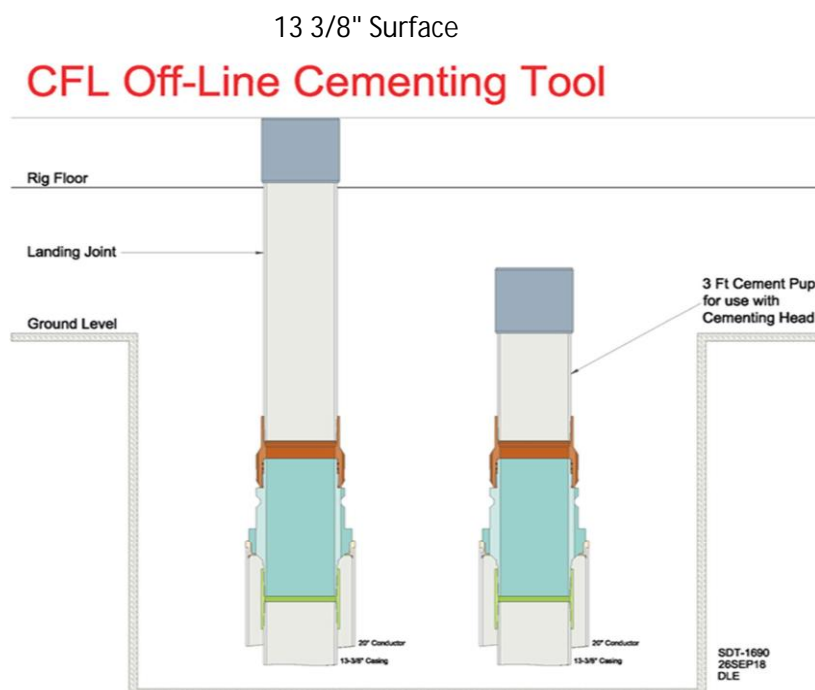 13 3/8" Surface
CFL Off-Line Cementing Tool
Rig Floor
Landing Joint
3 Ft Cement Pup
for use with
Cementing Head
Ground Level
20" Conductor
13-3/8" Casing
20" Conductor
13-3/8" Casing
SDT-1690
26SEP18
DLE